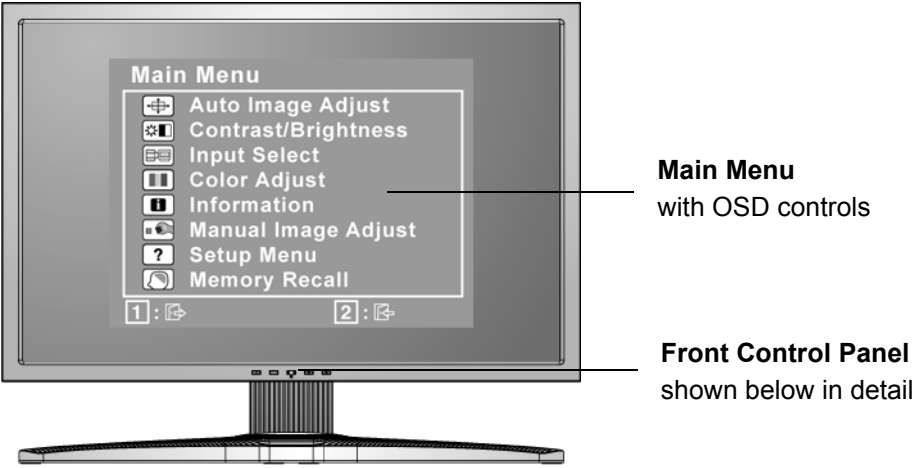 Main Menu
Auto Image Adjust
Contrast/Brightness
Input Select
Color Adjust
Information
Manual Image Adjust
Setup Menu
Memory Recall
1 :
2 :
Main Menu
with OSD controls
Front Control Panel
shown below in detail